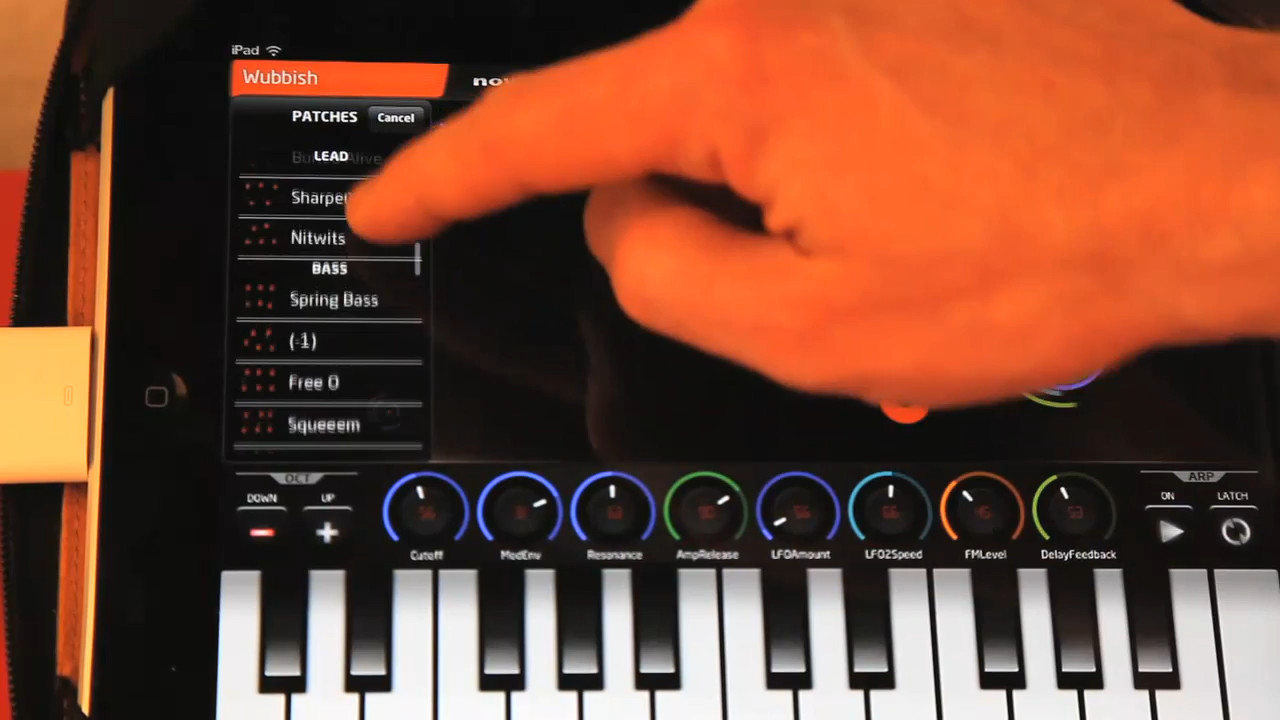 iPad
Wubbish
nov
PATCHES Cancel
LEAD
Sharpen
Nitwits
BASS
Spring Bass
(-1)
Free 0
Squeeem
OCT
DOWN UP
ARP
ON LATCH
Cutoff ModEnv Resonance AmpRelease LFOAmount LFO2Speed FMLevel DelayFeedback